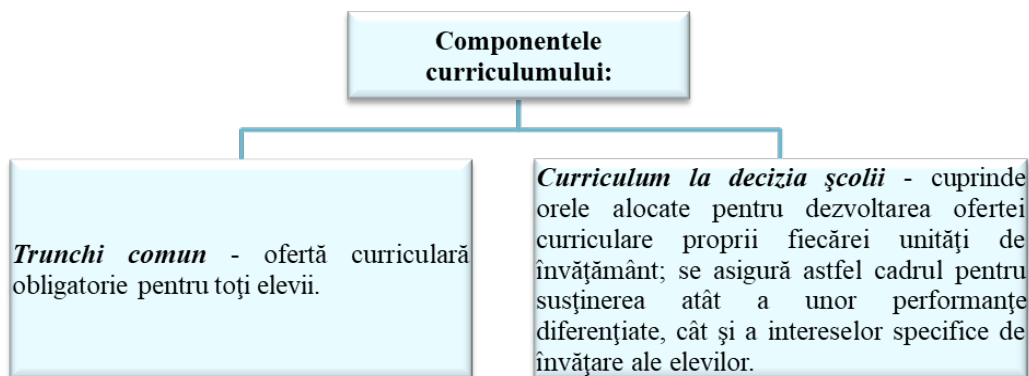 Componentele
curriculumului:
Trunchi comun - ofertă curriculară
obligatorie pentru toţi elevii.
Curriculum la decizia şcolii - cuprinde
orele alocate pentru dezvoltarea ofertei
curriculare proprii fiecărei unităţi de
învăţământ; se asigură astfel cadrul pentru
susţinerea atât a unor performanţe
diferenţiate, cât şi a intereselor specifice de
învăţare ale elevilor.